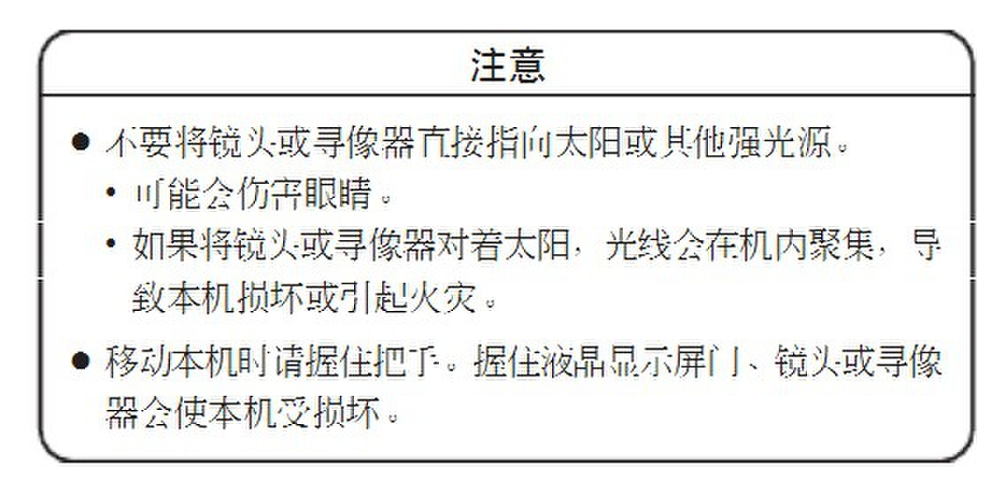 注意
● 不要将镜头或寻像器直接指向太阳或其他强光源。
• 可能会伤害眼睛。
• 如果将镜头或寻像器对着太阳，光线会在机内聚集，导
致本机损坏或引起火灾。
● 移动本机时请握住把手。握住液晶显示屏门、镜头或寻像
器会使本机受损坏。